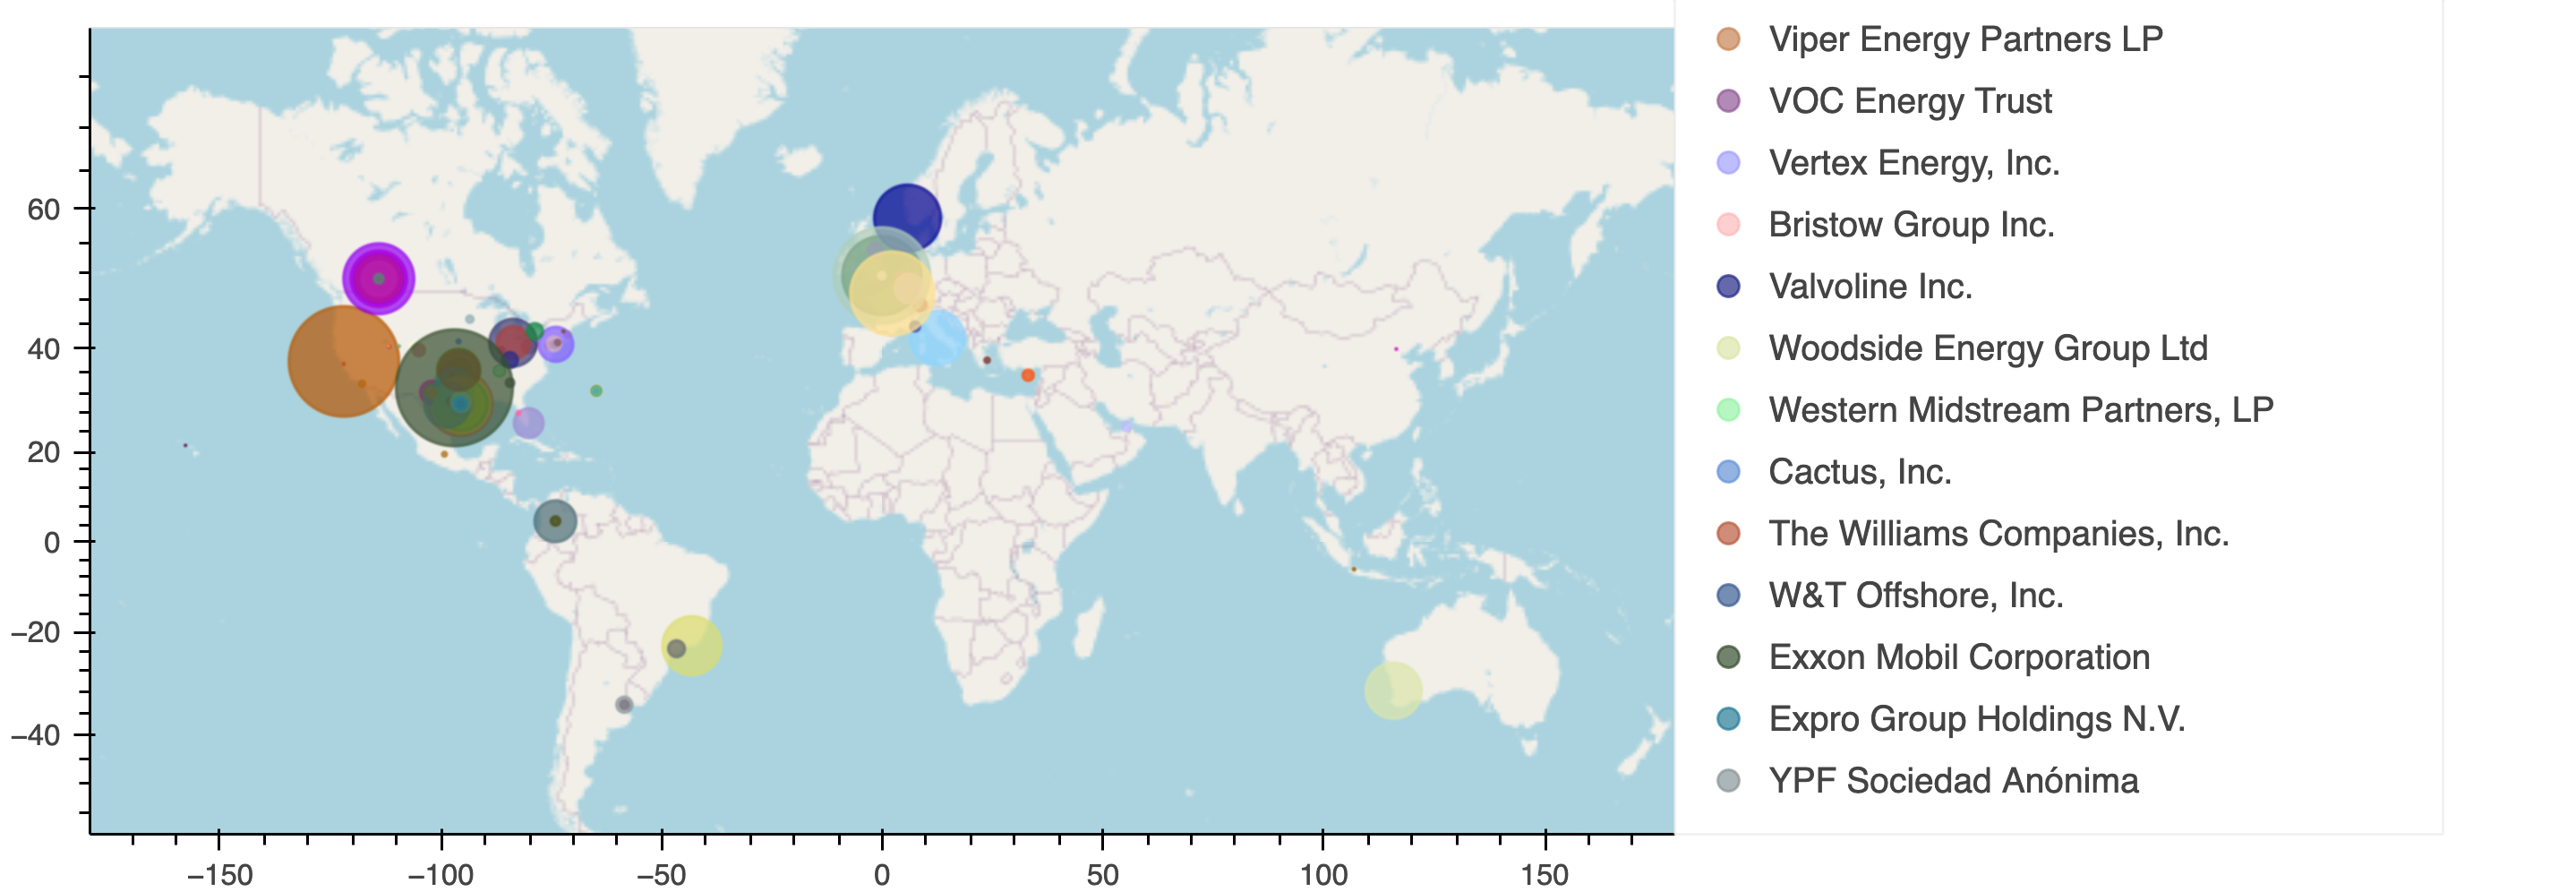 Viper Energy Partners LP
VOC Energy Trust
Vertex Energy, Inc.
Bristow Group Inc.
Valvoline Inc.
Woodside Energy Group Ltd
Western Midstream Partners, LP
Cactus, Inc.
The Williams Companies, Inc.
W&T Offshore, Inc.
Exxon Mobil Corporation
Expro Group Holdings N.V.
YPF Sociedad Anónima
60
40
20
0
−20
−40
−150 −100 −50 0 50 100 150